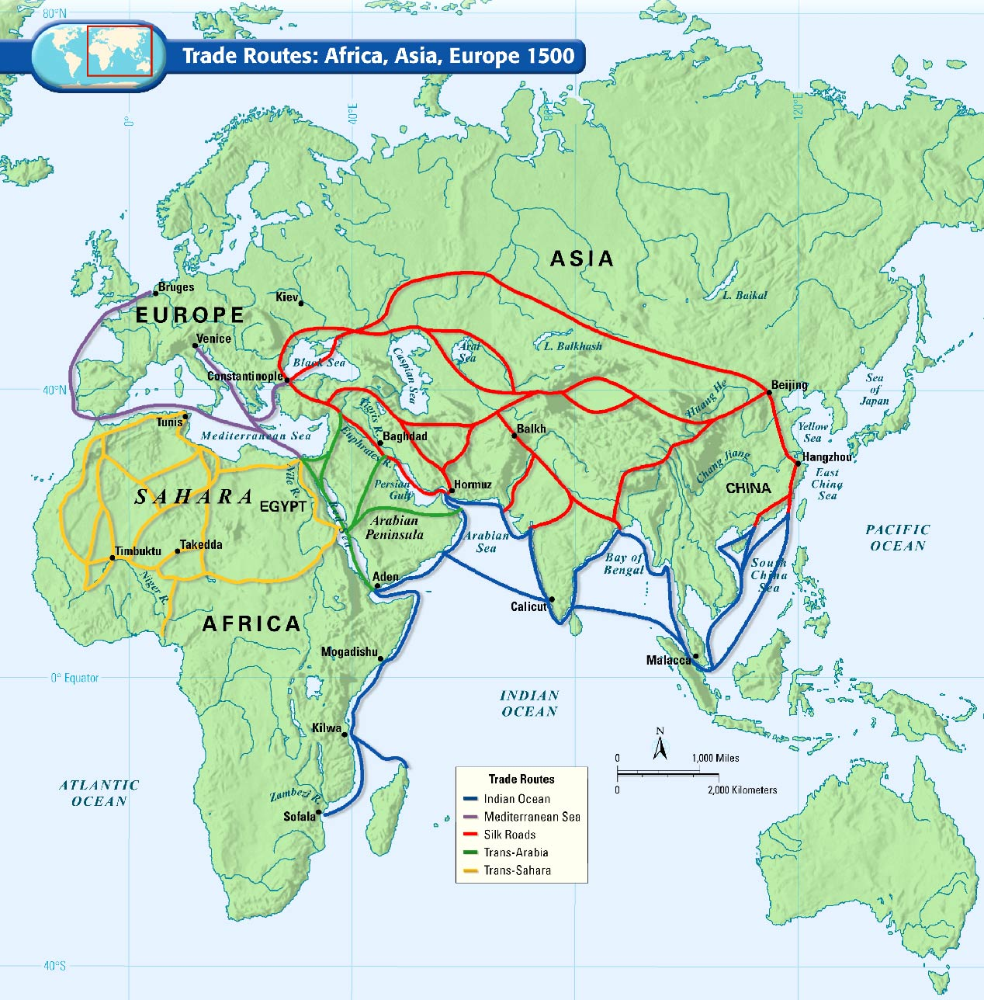 80°N
Trade Routes: Africa, Asia, Europe 1500
0°
40°E
80°E
120°E
ASIA
L. Baikal
Bruges
Kiev
EUROPE
Venice
Black Sea
Aral
Sea
L. Balkhash
Caspian Sea
Constantinople
40°N
Beijing
Sea
of
Japan
Huang He
Tunis
Mediterranean Sea
Tigris R.
Baghdad
Euphrates R.
Balkh
Yellow
Sea
Hangzhou
Chang Jiang
East
China
Sea
Nile R.
SAHARA
EGYPT
Persian
Gulf
Hormuz
CHINA
Red Sea
Arabian
Peninsula
Arabian
Sea
PACIFIC
OCEAN
Timbuktu
Takedda
Niger R.
Bay of
Bengal
South
China
Sea
Aden
Calicut
AFRICA
Mogadishu
Malacca
0° Equator
INDIAN
OCEAN
Kilwa
N
0
1,000 Miles
0
2,000 Kilometers
ATLANTIC
OCEAN
Zambezi R.
Sofala
Trade Routes
Indian Ocean
Mediterranean Sea
Silk Roads
Trans-Arabia
Trans-Sahara
40°S